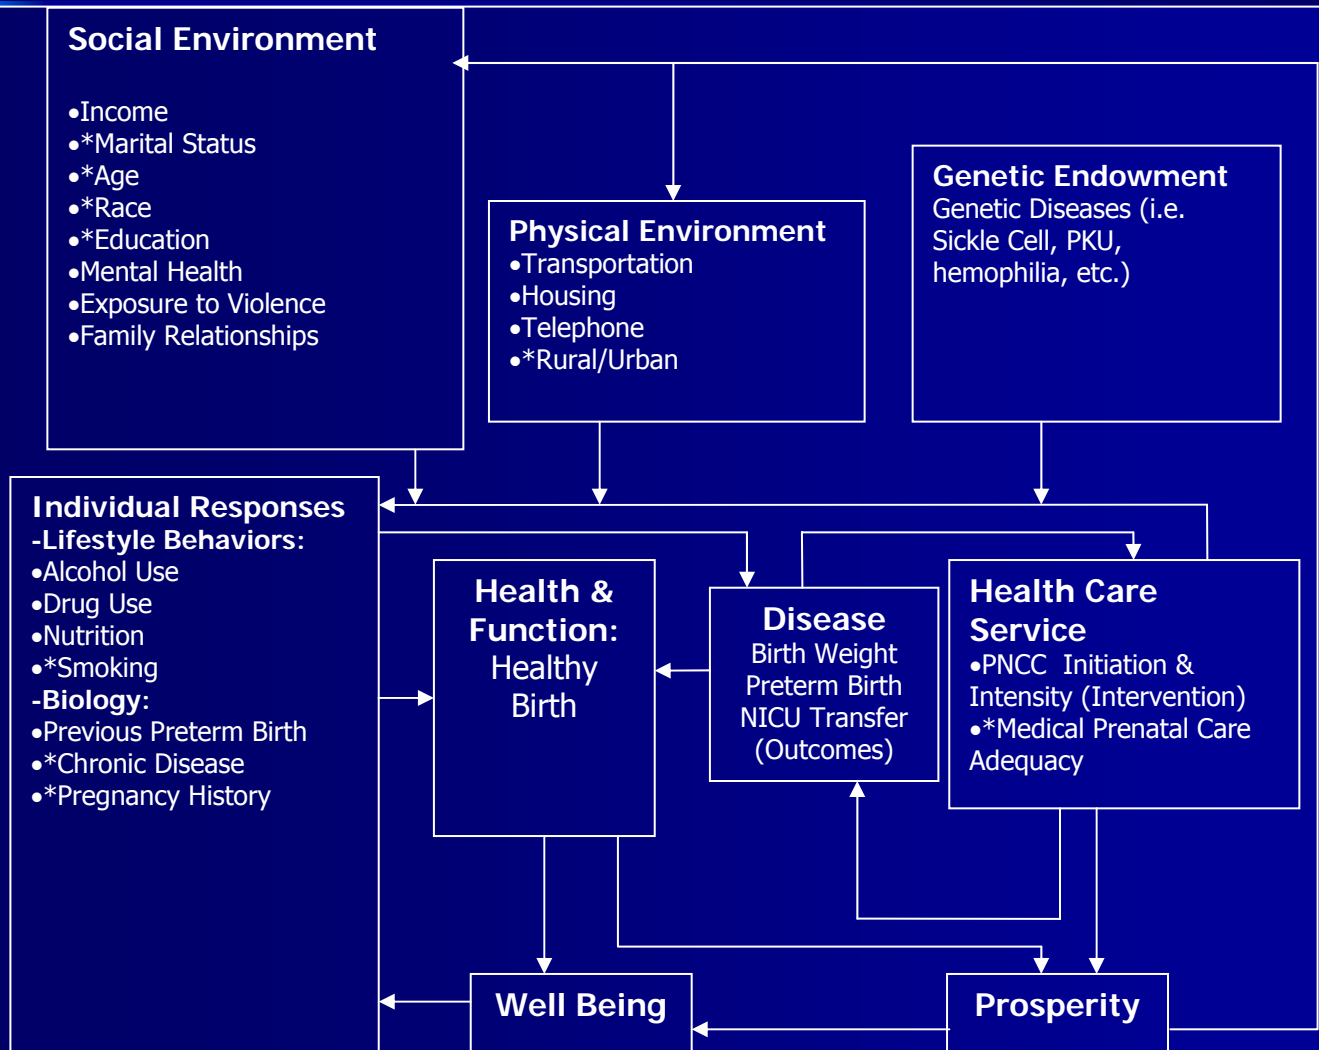 Social Environment
•Income
•*Marital Status
•*Age
•*Race
•*Education
•Mental Health
•Exposure to Violence
•Family Relationships
Physical Environment
•Transportation
•Housing
•Telephone
•*Rural/Urban
Genetic Endowment
Genetic Diseases (i.e.
Sickle Cell, PKU,
hemophilia, etc.)
Individual Responses
-Lifestyle Behaviors:
•Alcohol Use
•Drug Use
•Nutrition
•*Smoking
-Biology:
•Previous Preterm Birth
•*Chronic Disease
•*Pregnancy History
Health &
Function:
Healthy
Birth
Disease
Birth Weight
Preterm Birth
NICU Transfer
(Outcomes)
Health Care
Service
•PNCC Initiation &
Intensity (Intervention)
•*Medical Prenatal Care
Adequacy
Well Being
Prosperity